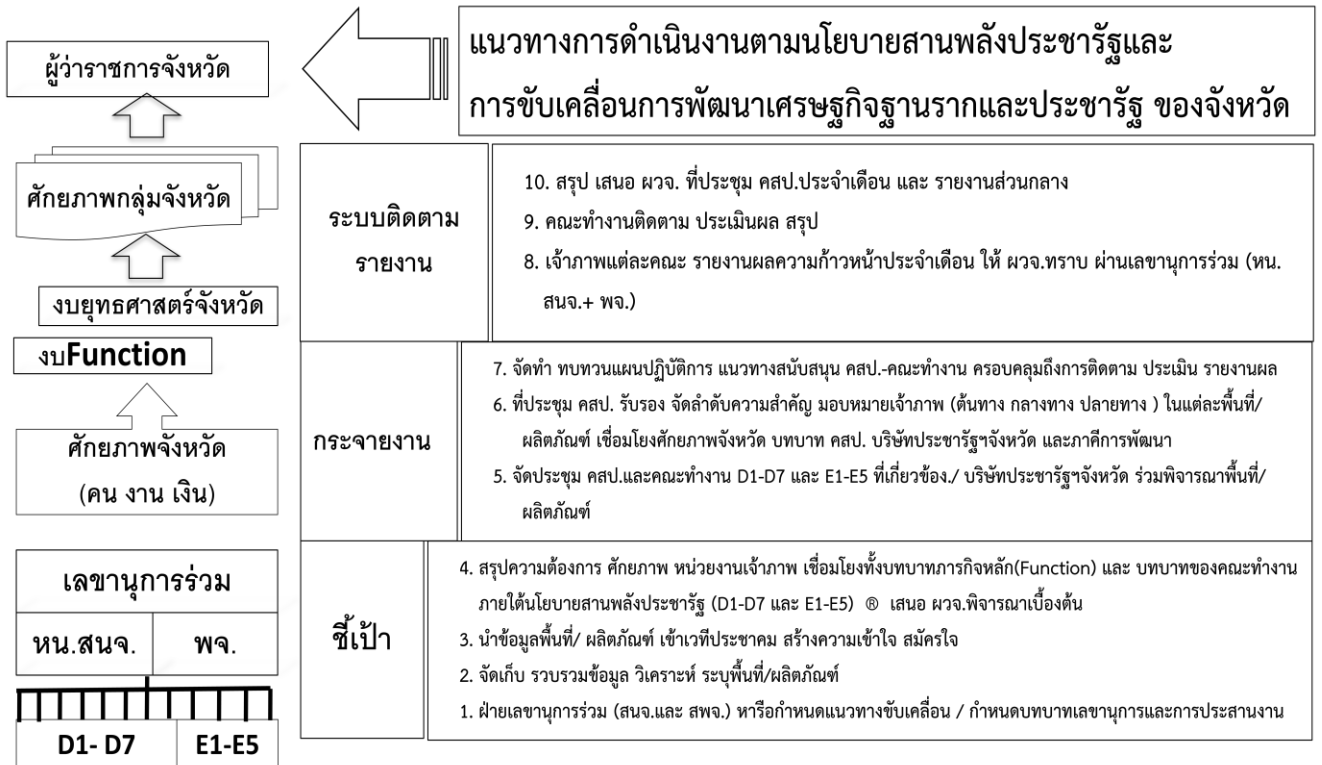 แนวทางการดำเนินงานตามนโยบายสานพลังประชารัฐและ
การขับเคลื่อนการพัฒนาเศรษฐกิจฐานรากและประชารัฐ ของจังหวัด
ผู้ว่าราชการจังหวัด
ศักยภาพกลุ่มจังหวัด
งบยุทธศาสตร์จังหวัด
งบFunction
ศักยภาพจังหวัด
(คน งาน เงิน)
เลขานุการร่วม
หน.สนจ.
พจ.
D1- D7
E1-E5
ระบบติดตาม
รายงาน
10. สรุป เสนอ ผวจ. ที่ประชุม คสป.ประจำเดือน และ รายงานส่วนกลาง
9. คณะทำงานติดตาม ประเมินผล สรุป
8. เจ้าภาพแต่ละคณะ รายงานผลความก้าวหน้าประจำเดือน ให้ ผวจ.ทราบ ผ่านเลขานุการร่วม (หน.
สนจ.+ พจ.)
กระจายงาน
7. จัดทำ ทบทวนแผนปฏิบัติการ แนวทางสนับสนุน คสป.-คณะทำงาน ครอบคลุมถึงการติดตาม ประเมิน รายงานผล
6. ที่ประชุม คสป. รับรอง จัดลำดับความสำคัญ มอบหมายเจ้าภาพ (ต้นทาง กลางทาง ปลายทาง ) ในแต่ละพื้นที่/
ผลิตภัณฑ์ เชื่อมโยงศักยภาพจังหวัด บทบาท คสป. บริษัทประชารัฐฯจังหวัด และภาคีการพัฒนา
5. จัดประชุม คสป.และคณะทำงาน D1-D7 และ E1-E5 ที่เกี่ยวข้อง./ บริษัทประชารัฐฯจังหวัด ร่วมพิจารณาพื้นที่/
ผลิตภัณฑ์
ชี้เป้า
4. สรุปความต้องการ ศักยภาพ หน่วยงานเจ้าภาพ เชื่อมโยงทั้งบทบาทภารกิจหลัก(Function) และ บทบาทของคณะทำงาน
ภายใต้นโยบายสานพลังประชารัฐ (D1-D7 และ E1-E5) ® เสนอ ผวจ.พิจารณาเบื้องต้น
3. นำข้อมูลพื้นที่/ ผลิตภัณฑ์ เข้าเวทีประชาคม สร้างความเข้าใจ สมัครใจ
2. จัดเก็บ รวบรวมข้อมูล วิเคราะห์ ระบุพื้นที่/ผลิตภัณฑ์
1. ฝ่ายเลขานุการร่วม (สนจ.และ สพจ.) หารือกำหนดแนวทางขับเคลื่อน / กำหนดบทบาทเลขานุการและการประสานงาน